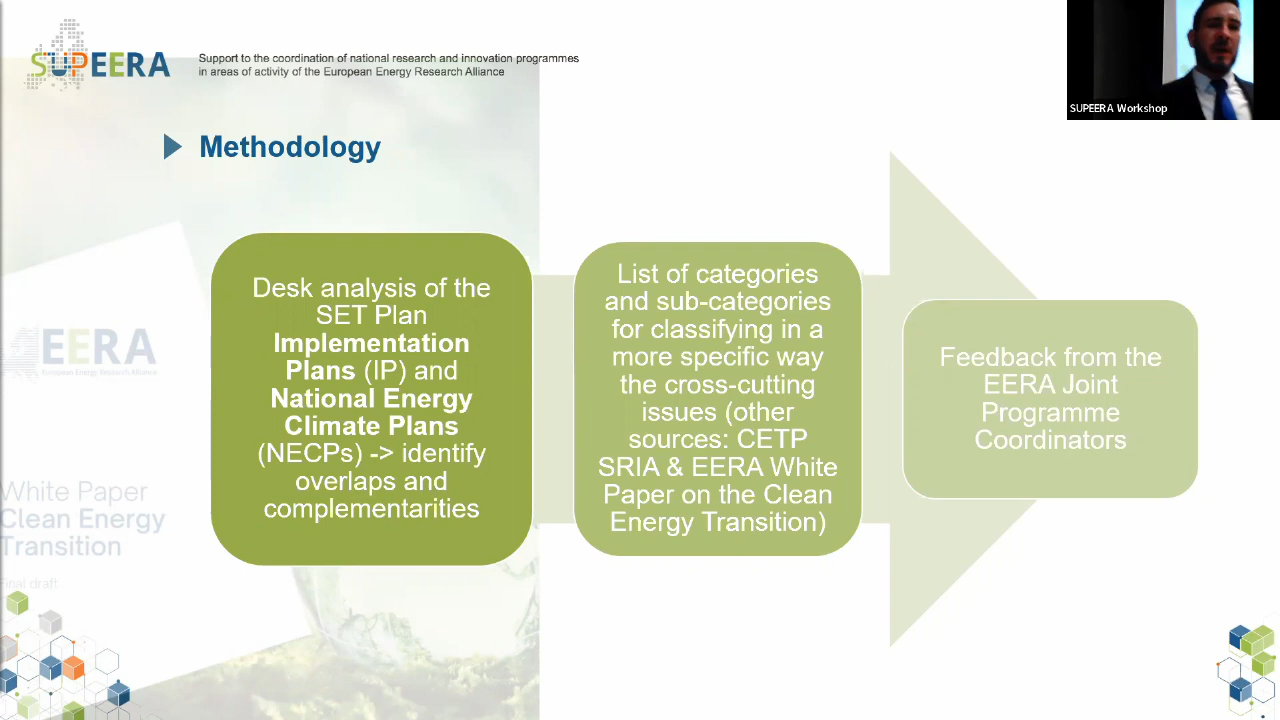 SUPEERA
Support to the coordination of national research and innovation programmes
in areas of activity of the European Energy Research Alliance
SUPEERA Workshop
Methodology
Desk analysis of the
SET Plan
Implementation
Plans (IP) and
National Energy
Climate Plans
(NECPs) -> identify
overlaps and
complementarities
List of categories
and sub-categories
for classifying in a
more specific way
the cross-cutting
issues (other
sources: CETP
SRIA & EERA White
Paper on the Clean
Energy Transition)
Feedback from the
EERA Joint
Programme
Coordinators
EERA
European Energy Research Alliance
White Paper
Clean Energy
Transition
Final draft